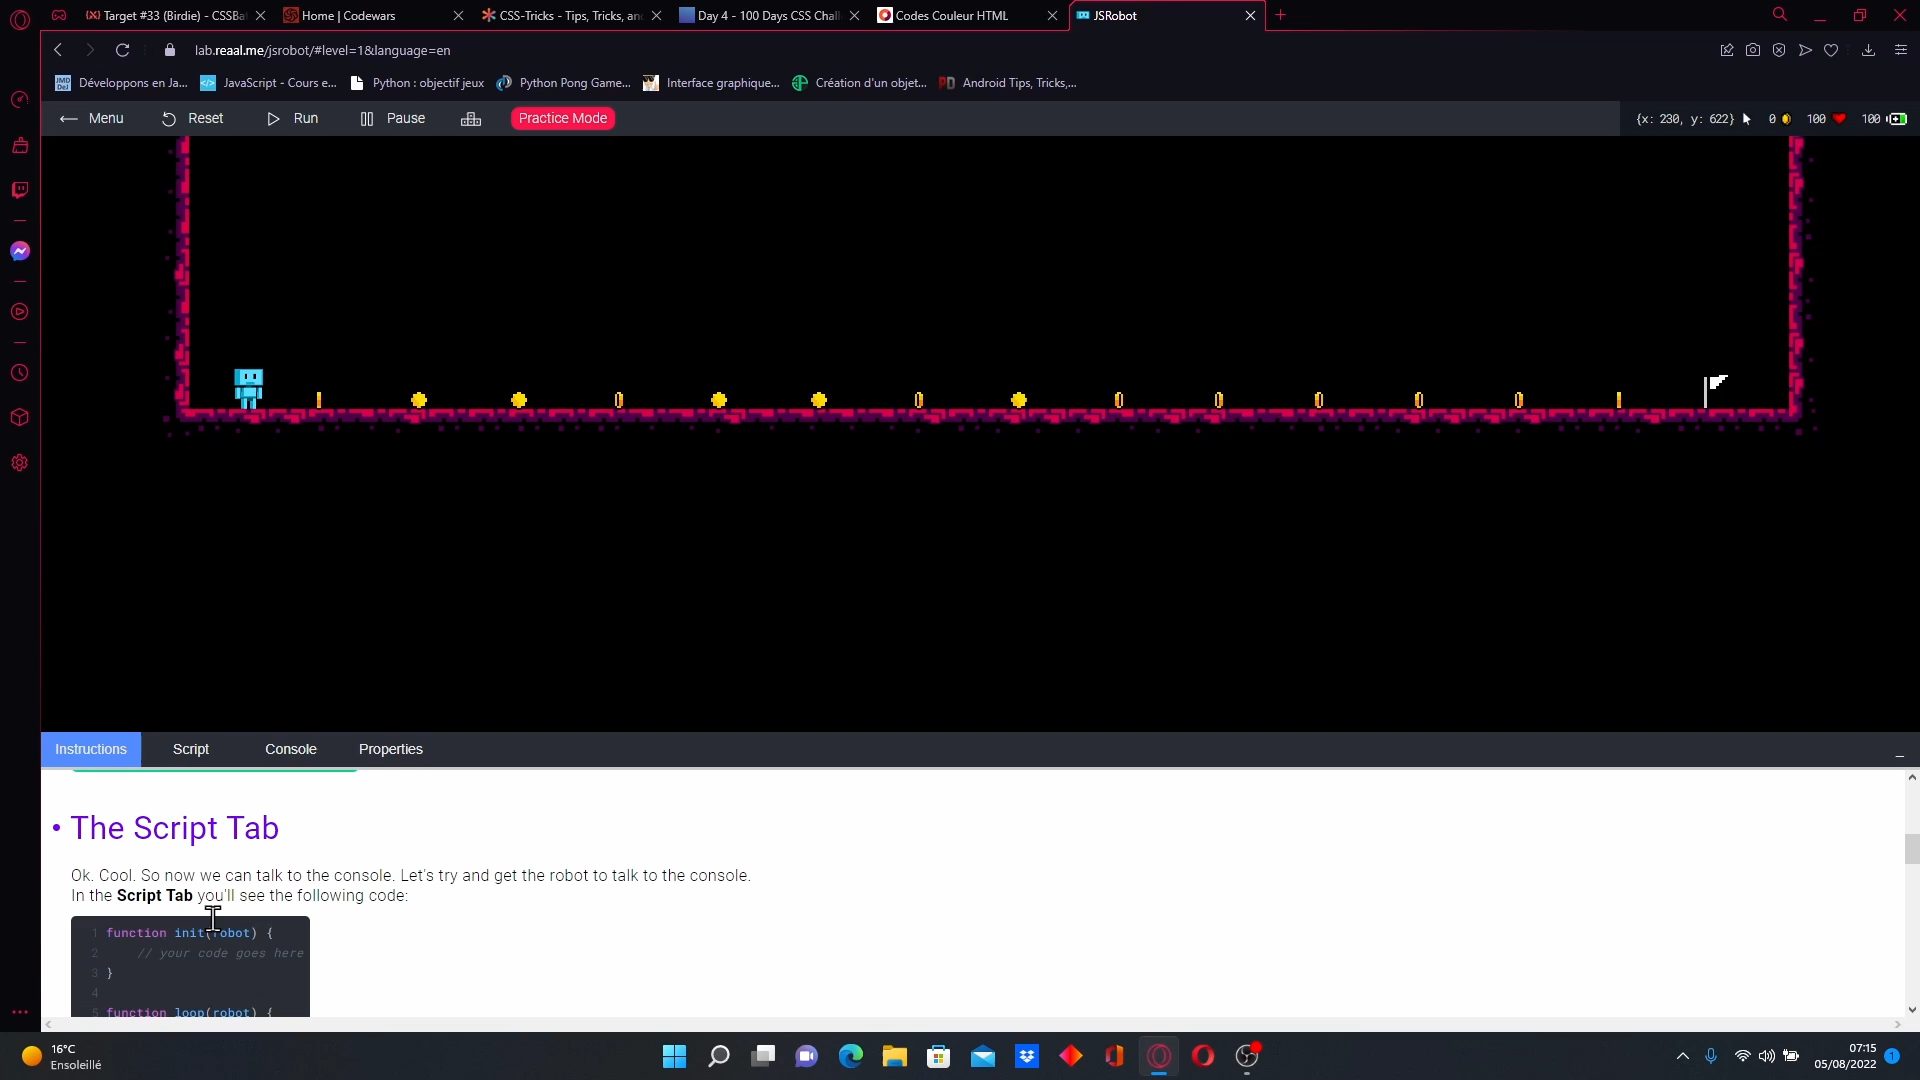 Target #33 (Birdie) - CSSBa
Home | Codewars
CSS-Tricks - Tips, Tricks, an
Day 4 - 100 Days CSS Chall
Codes Couleur HTML
JSRobot
lab.reaal.me/jsrobot/#level=1&language=en
JMD
DeJ
Développons en Ja...
JavaScript - Cours e...
Python : objectif jeux
Python Pong Game...
Interface graphique...
Création d'un objet...
PD
Android Tips, Tricks,...
Menu
Reset
Run
Pause
Practice Mode
{x: 230, y: 622}
0
100
100
Instructions
Script
Console
Properties
• The Script Tab
Ok. Cool. So now we can talk to the console. Let's try and get the robot to talk to the console.
In the Script Tab you'll see the following code:
1 function init(robot) {
2 // your code goes here
3 }
4
5 function loop(robot) {
16°C
Ensoleillé
07:15
05/08/2022
1